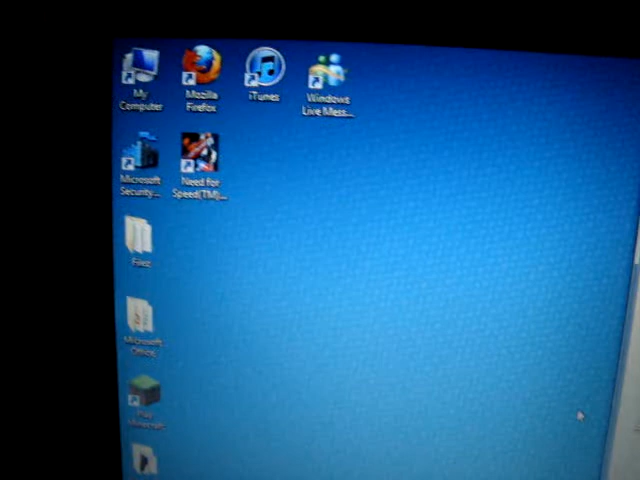 My
Computer
Mozilla
Firefox
iTunes
Windows
Live Mess...
Microsoft
Security...
Need for
Speed(TM)...
Files
Microsoft
Office
Play
Minecraft